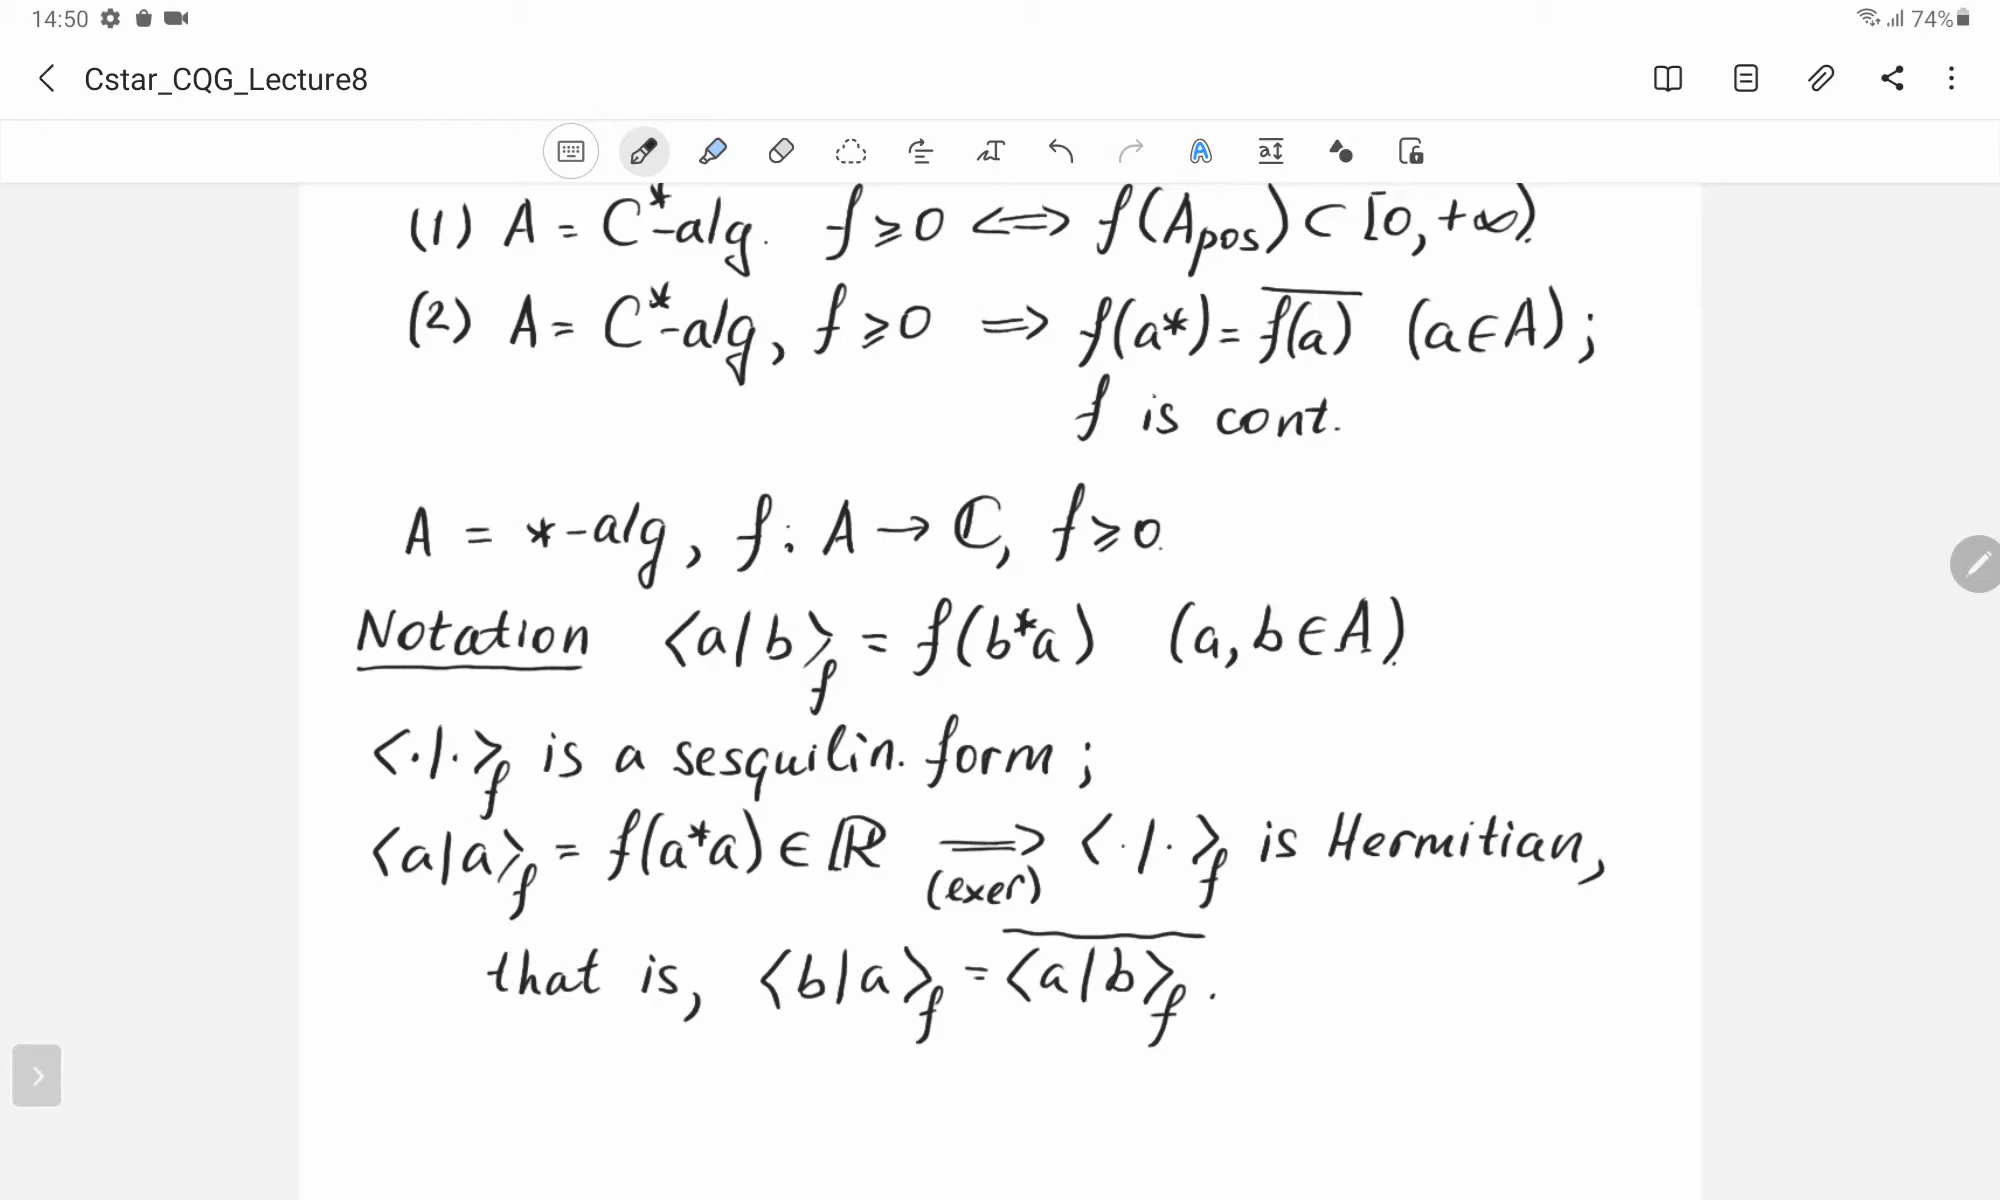 14:50 74%
Cstar_CQG_Lecture8
(1) A = C*-alg. f ⩾ 0 <=> f(A_pos) ⊂ [0, +∞).
(2) A = C*-alg, f ⩾ 0 => f(a*) = \overline{f(a)} (a∈A);
f is cont.
A = *-alg, f: A → ℂ, f ⩾ 0.
Notation <a|b>_f = f(b*a) (a, b ∈ A).
<·|·>_f is a sesquilin. form;
<a|a>_f = f(a*a) ∈ ℝ => <·|·>_f is Hermitian,
(exer)
that is, <b|a>_f = \overline{<a|b>_f}.